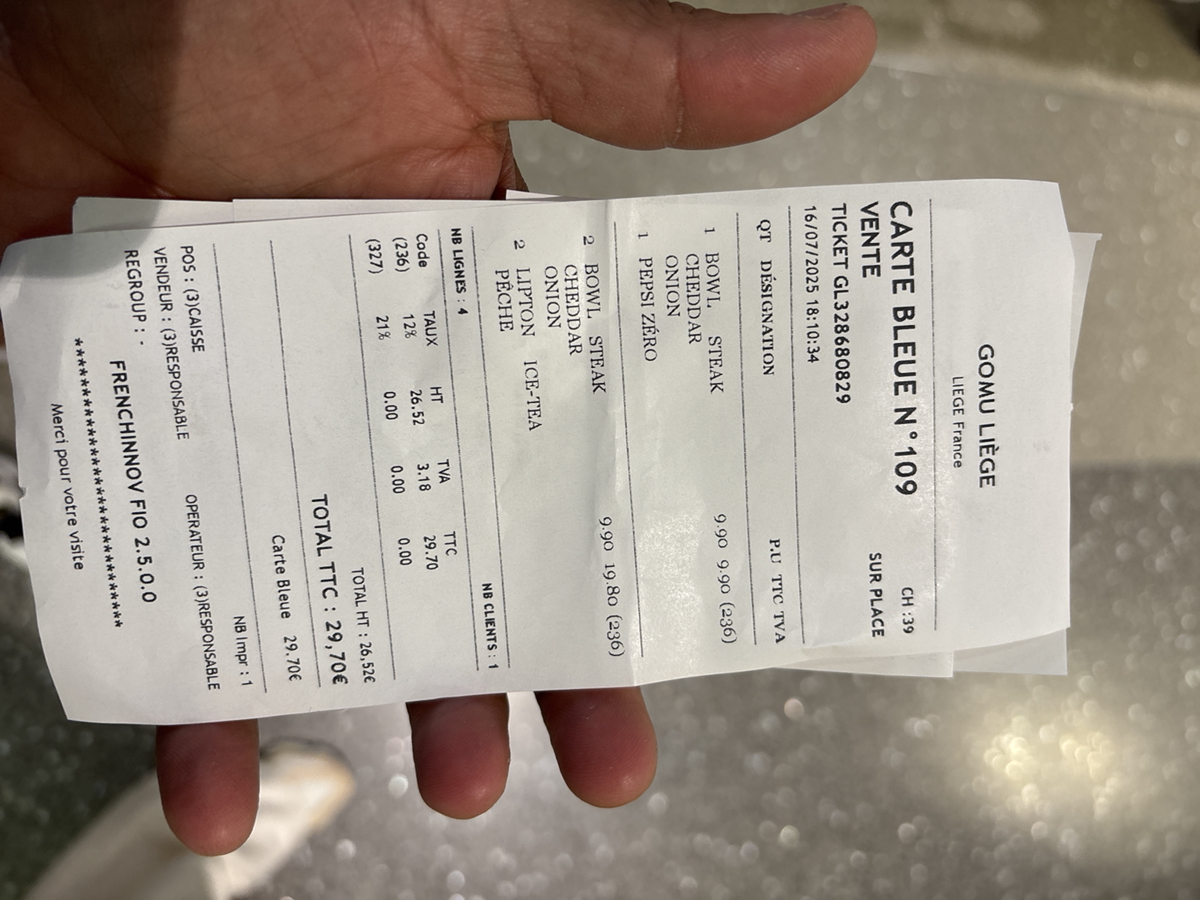 GOMU LIÈGE
LIEGE France
CARTE BLEUE N°109
VENTE CH :39
TICKET GL328680829 SUR PLACE
16/07/2025 18:10:34
QT DÉSIGNATION P.U TTC TVA
1 BOWL STEAK 9.90 9.90 (236)
CHEDDAR
ONION
1 PEPSI ZÉRO
2 BOWL STEAK 9.90 19.80 (236)
CHEDDAR
ONION
2 LIPTON ICE-TEA
PÊCHE
NB LIGNES : 4 NB CLIENTS : 1
Code TAUX HT TVA TTC
(236) 12% 26.52 3.18 29.70
(327) 21% 0.00 0.00 0.00
TOTAL HT : 26,52€
TOTAL TTC : 29,70€
Carte Bleue 29.70€
NB Impr : 1
POS : (3)CAISSE
VENDEUR : (3)RESPONSABLE OPERATEUR : (3)RESPONSABLE
REGROUP : -
FRENCHINNOV FIO 2.5.0.0
********************************
Merci pour votre visite